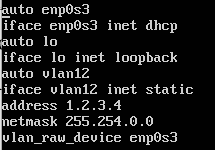 auto enp0s3
iface enp0s3 inet dhcp
auto lo
iface lo inet loopback
auto vlan12
iface vlan12 inet static
address 1.2.3.4
netmask 255.254.0.0
vlan_raw_device enp0s3